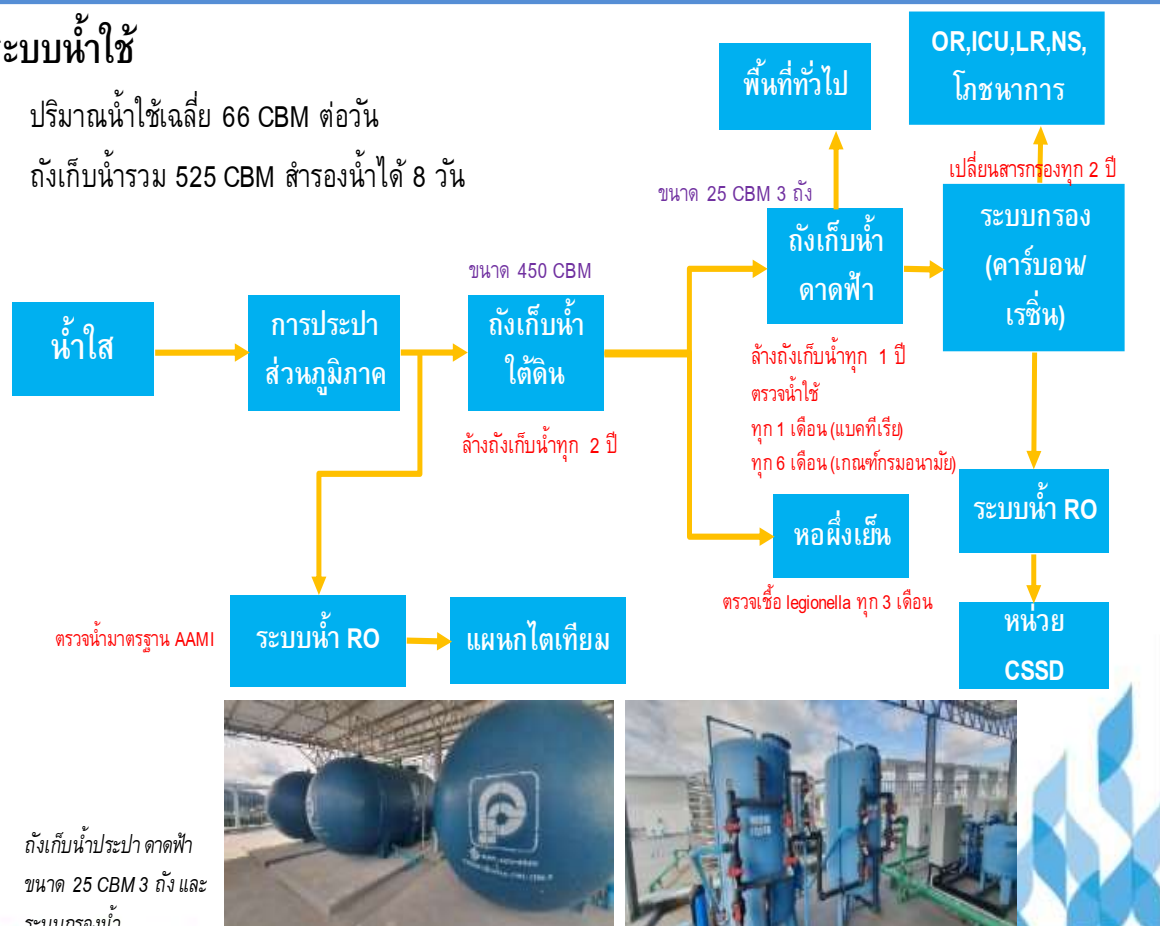 ระบบน้ำใช้
ปริมาณน้ำใช้เฉลี่ย 66 CBM ต่อวัน
ถังเก็บน้ำรวม 525 CBM สำรองน้ำได้ 8 วัน
พื้นที่ทั่วไป
OR,ICU,LR,NS,
โภชนาการ
เปลี่ยนสารกรองทุก 2 ปี
ขนาด 25 CBM 3 ถัง
ถังเก็บน้ำ
ดาดฟ้า
ระบบกรอง
(คาร์บอน/
เรซิ่น)
ขนาด 450 CBM
น้ำใส
การประปา
ส่วนภูมิภาค
ถังเก็บน้ำ
ใต้ดิน
ล้างถังเก็บน้ำทุก 2 ปี
ล้างถังเก็บน้ำทุก 1 ปี
ตรวจน้ำใช้
ทุก 1 เดือน (แบคทีเรีย)
ทุก 6 เดือน (เกณฑ์กรมอนามัย)
หอผึ่งเย็น
ตรวจเชื้อ legionella ทุก 3 เดือน
ระบบน้ำ RO
หน่วย
CSSD
ตรวจน้ำมาตรฐาน AAMI
ระบบน้ำ RO
แผนกไตเทียม
ถังเก็บน้ำประปา ดาดฟ้า
ขนาด 25 CBM 3 ถัง และ
ระบบกรองน้ำ